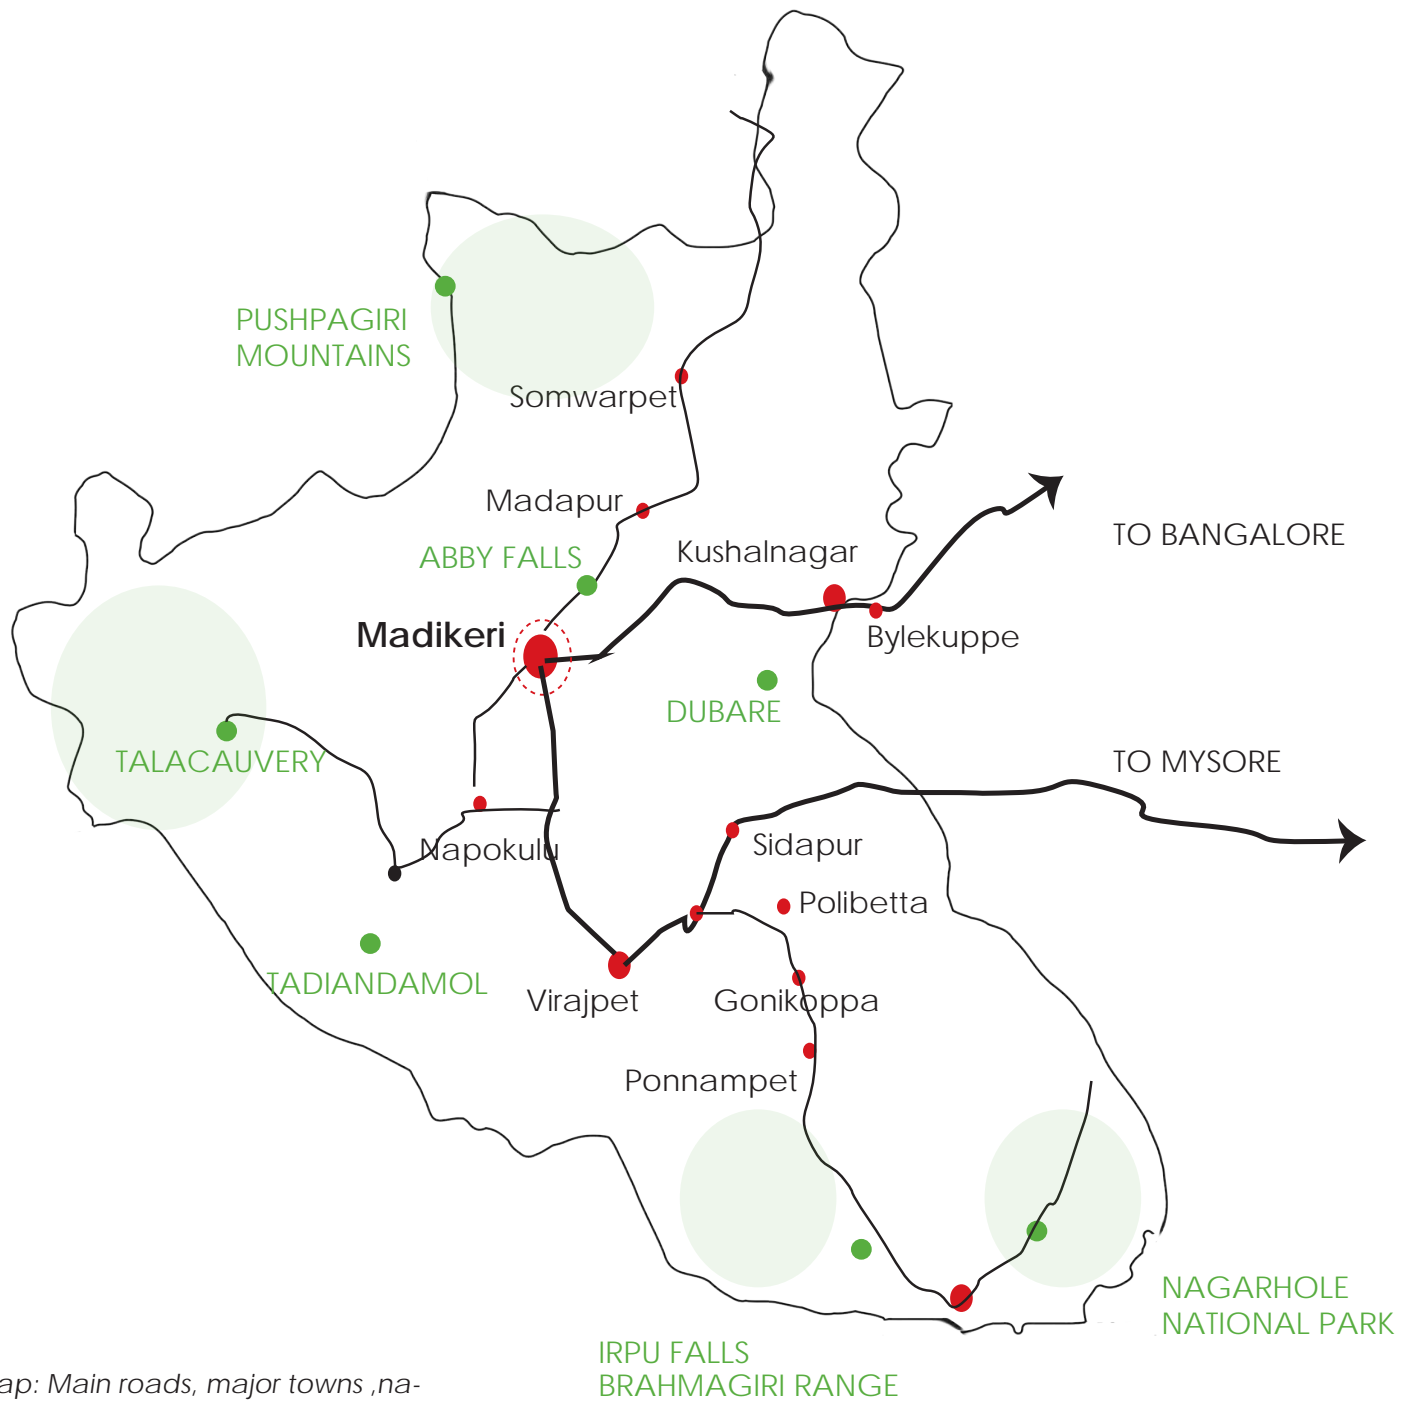 PUSHPAGIRI
MOUNTAINS
Somwarpet
Madapur
TO BANGALORE
ABBY FALLS
Kushalnagar
Madikeri
Bylekuppe
DUBARE
TALACAUVERY
TO MYSORE
Napokulu
Sidapur
Polibetta
TADIANDAMOL
Virajpet
Gonikoppa
Ponnampet
NAGARHOLE
NATIONAL PARK
IRPU FALLS
BRAHMAGIRI RANGE
ap: Main roads, major towns ,na-